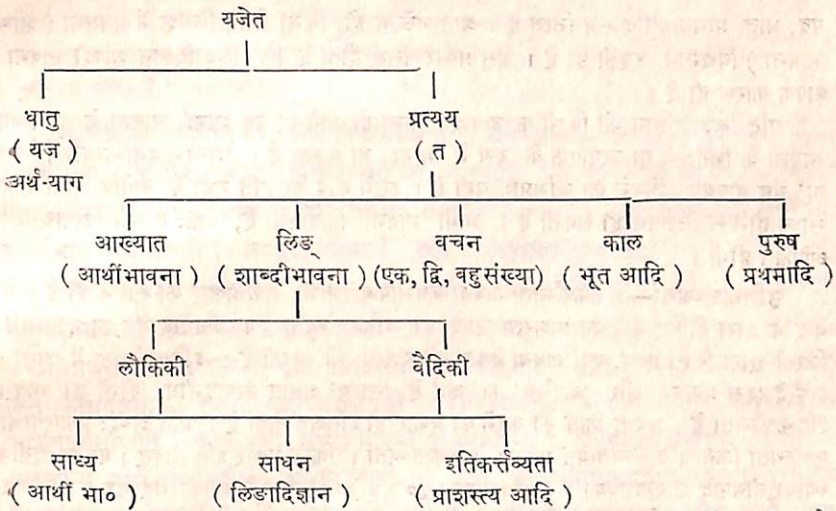 यजेत
धातु प्रत्यय
( यज ) ( त )
अर्थ-याग
आख्यात लिङ् वचन काल पुरुष
( आर्थीभावना ) ( शाब्दीभावना ) (एक, द्वि, बहुसंख्या) ( भूत आदि ) ( प्रथमादि )
लौकिकी वैदिकी
साध्य साधन इतिकर्त्तव्यता
( आर्थी भा० ) ( लिङादिज्ञान ) ( प्राशस्त्य आदि )